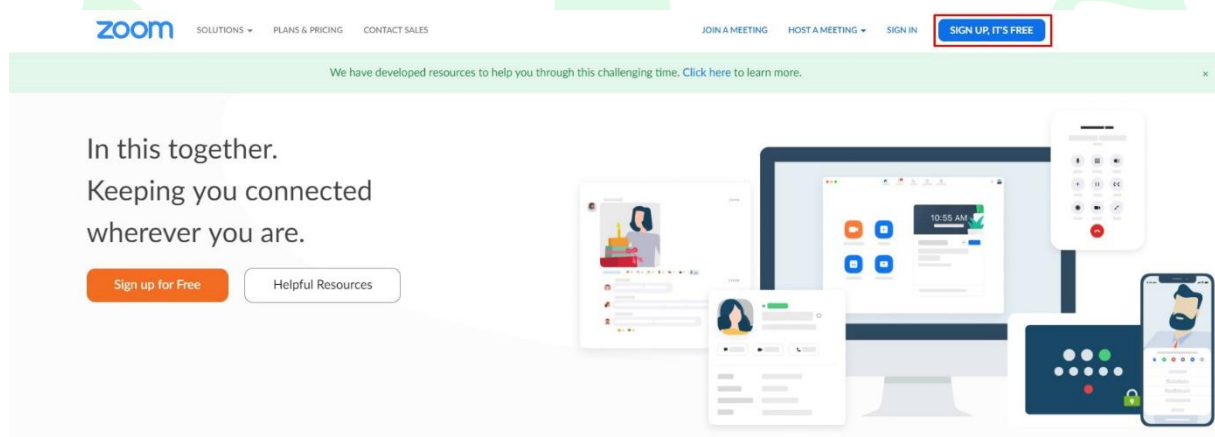 zoom SOLUTIONS PLANS & PRICING CONTACT SALES JOIN A MEETING HOST A MEETING SIGN IN SIGN UP, IT'S FREE
We have developed resources to help you through this challenging time. Click here to learn more.
In this together.
Keeping you connected
wherever you are.
Sign up for Free Helpful Resources
10:55 AM